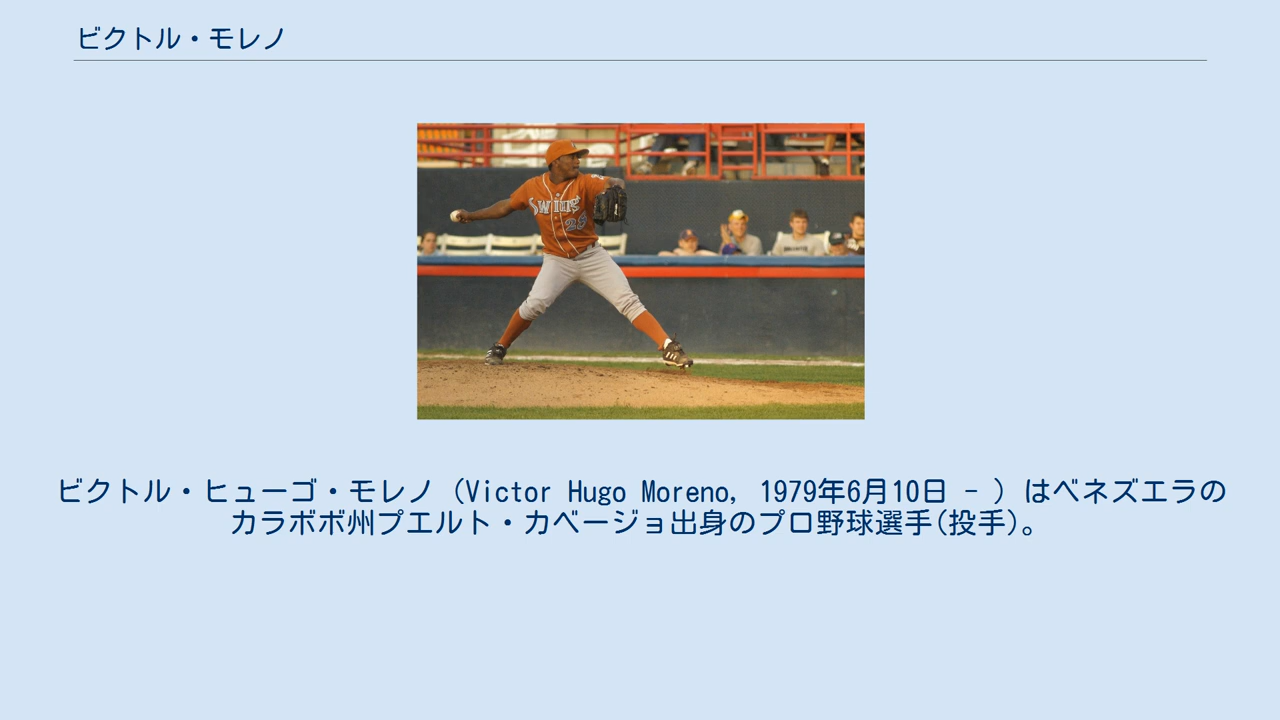 ビクトル・モレノ
SWING
23
ビクトル・ヒューゴ・モレノ（Victor Hugo Moreno, 1979年6月10日 - ）はベネズエラの
カラボボ州プエルト・カベージョ出身のプロ野球選手(投手)。